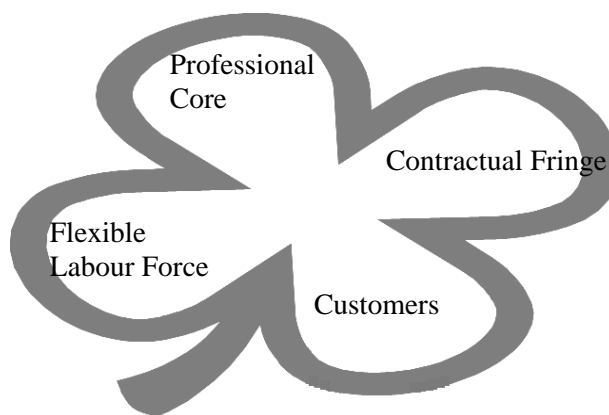 Professional
Core
Contractual Fringe
Flexible
Labour Force
Customers